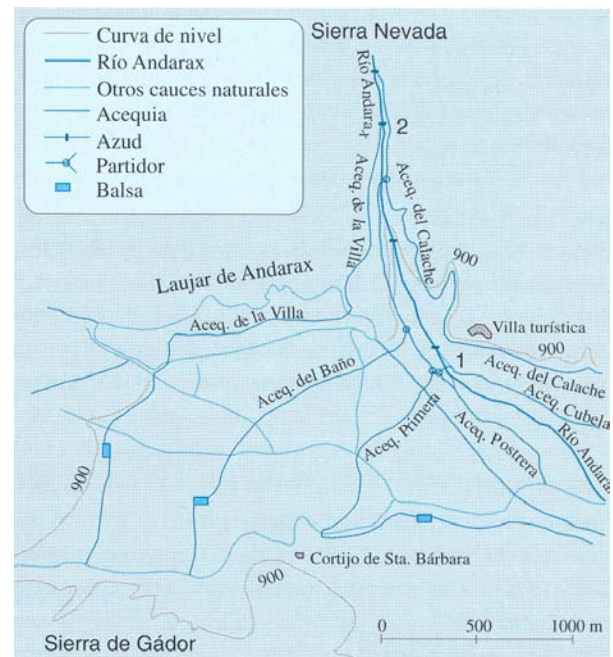 Curva de nivel
Río Andarax
Otros cauces naturales
Acequia
Azud
Partidor
Balsa
Sierra Nevada
Río Andarax
2
Aceq. de la Villa
Aceq. del Calache
900
Laujar de Andarax
Aceq. de la Villa
Villa turística
900
1
Aceq. del Calache
Aceq. del Baño
Aceq. Cubela
Aceq. Primera
Aceq. Postrera
Río Andarax
900
Cortijo de Sta. Bárbara
900
0 500 1000 m
Sierra de Gádor